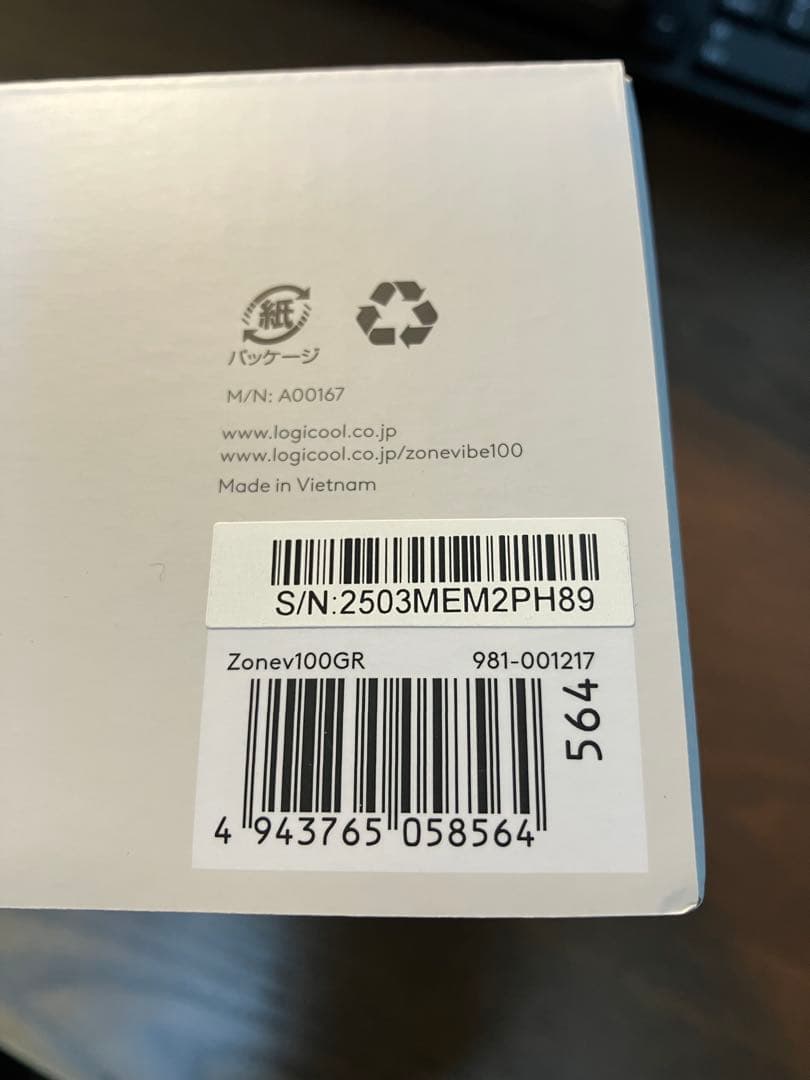 紙
パッケージ
M/N: A00167
www.logicool.co.jp
www.logicool.co.jp/zonevibe100
Made in Vietnam
S/N:2503MEM2PH89
Zonev100GR 981-001217
564
4 943765 058564